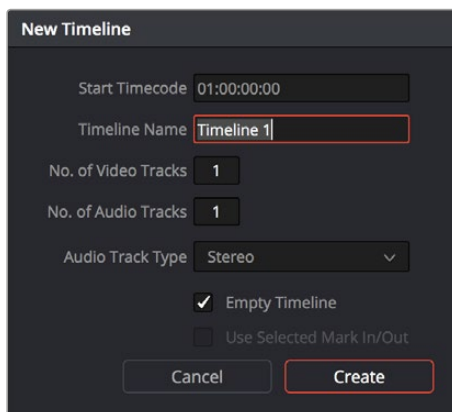 New Timeline
Start Timecode 01:00:00:00
Timeline Name Timeline 1
No. of Video Tracks 1
No. of Audio Tracks 1
Audio Track Type Stereo
Empty Timeline
Use Selected Mark In/Out
Cancel Create